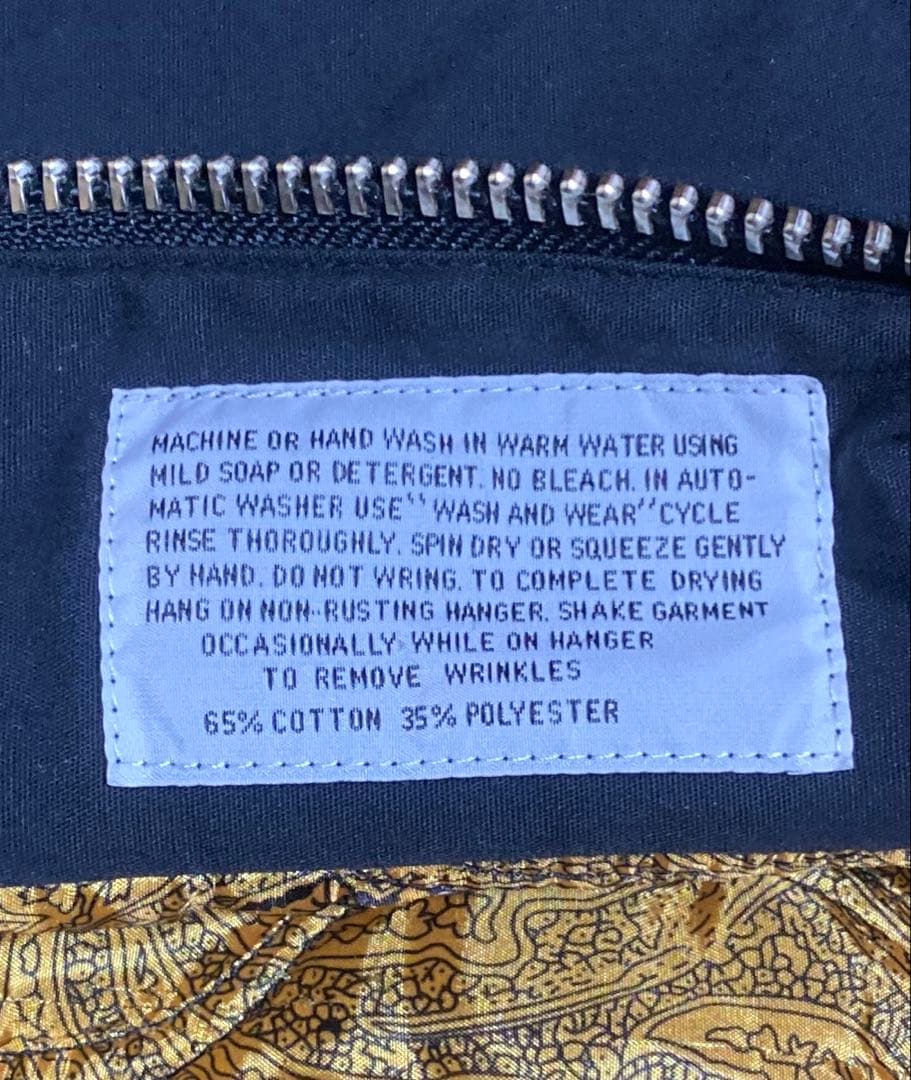 MACHINE OR HAND WASH IN WARM WATER USING
MILD SOAP OR DETERGENT. NO BLEACH. IN AUTO-
MATIC WASHER USE “WASH AND WEAR” CYCLE
RINSE THOROUGHLY. SPIN DRY OR SQUEEZE GENTLY
BY HAND. DO NOT WRING. TO COMPLETE DRYING
HANG ON NON-RUSTING HANGER. SHAKE GARMENT
OCCASIONALLY WHILE ON HANGER
TO REMOVE WRINKLES
65% COTTON 35% POLYESTER